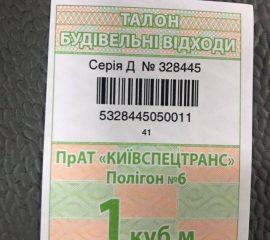 ТАЛОН
БУДІВЕЛЬНІ ВІДХОДИ
Серія Д № 328445
5328445050011
41
ПрАТ «КИЇВСПЕЦТРАНС»
Полігон №6
1 куб.м